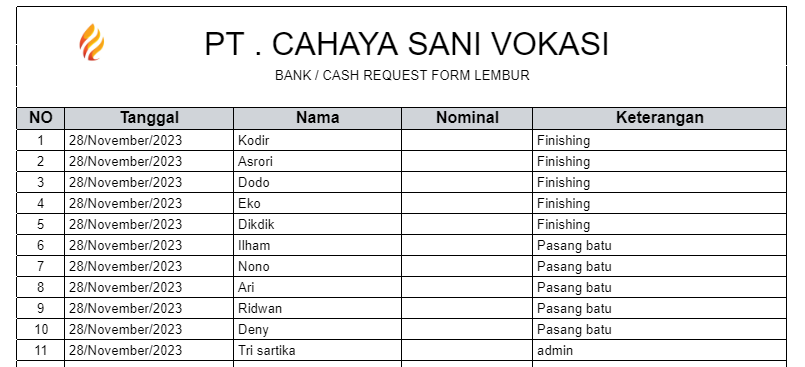 PT . CAHAYA SANI VOKASI
BANK / CASH REQUEST FORM LEMBUR
NO Tanggal Nama Nominal Keterangan
1 28/November/2023 Kodir Finishing
2 28/November/2023 Asrori Finishing
3 28/November/2023 Dodo Finishing
4 28/November/2023 Eko Finishing
5 28/November/2023 Dikdik Finishing
6 28/November/2023 Ilham Pasang batu
7 28/November/2023 Nono Pasang batu
8 28/November/2023 Ari Pasang batu
9 28/November/2023 Ridwan Pasang batu
10 28/November/2023 Deny Pasang batu
11 28/November/2023 Tri sartika admin